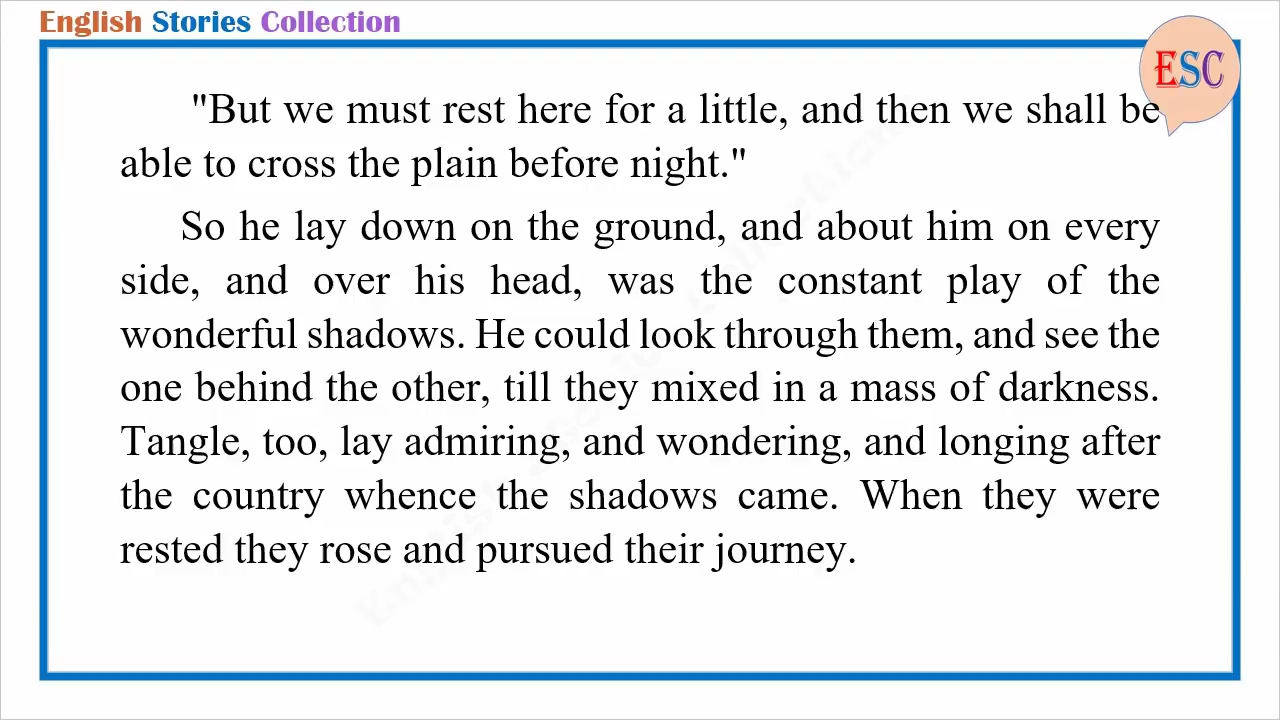 English Stories Collection
ESC
"But we must rest here for a little, and then we shall be
able to cross the plain before night."
So he lay down on the ground, and about him on every
side, and over his head, was the constant play of the
wonderful shadows. He could look through them, and see the
one behind the other, till they mixed in a mass of darkness.
Tangle, too, lay admiring, and wondering, and longing after
the country whence the shadows came. When they were
rested they rose and pursued their journey.